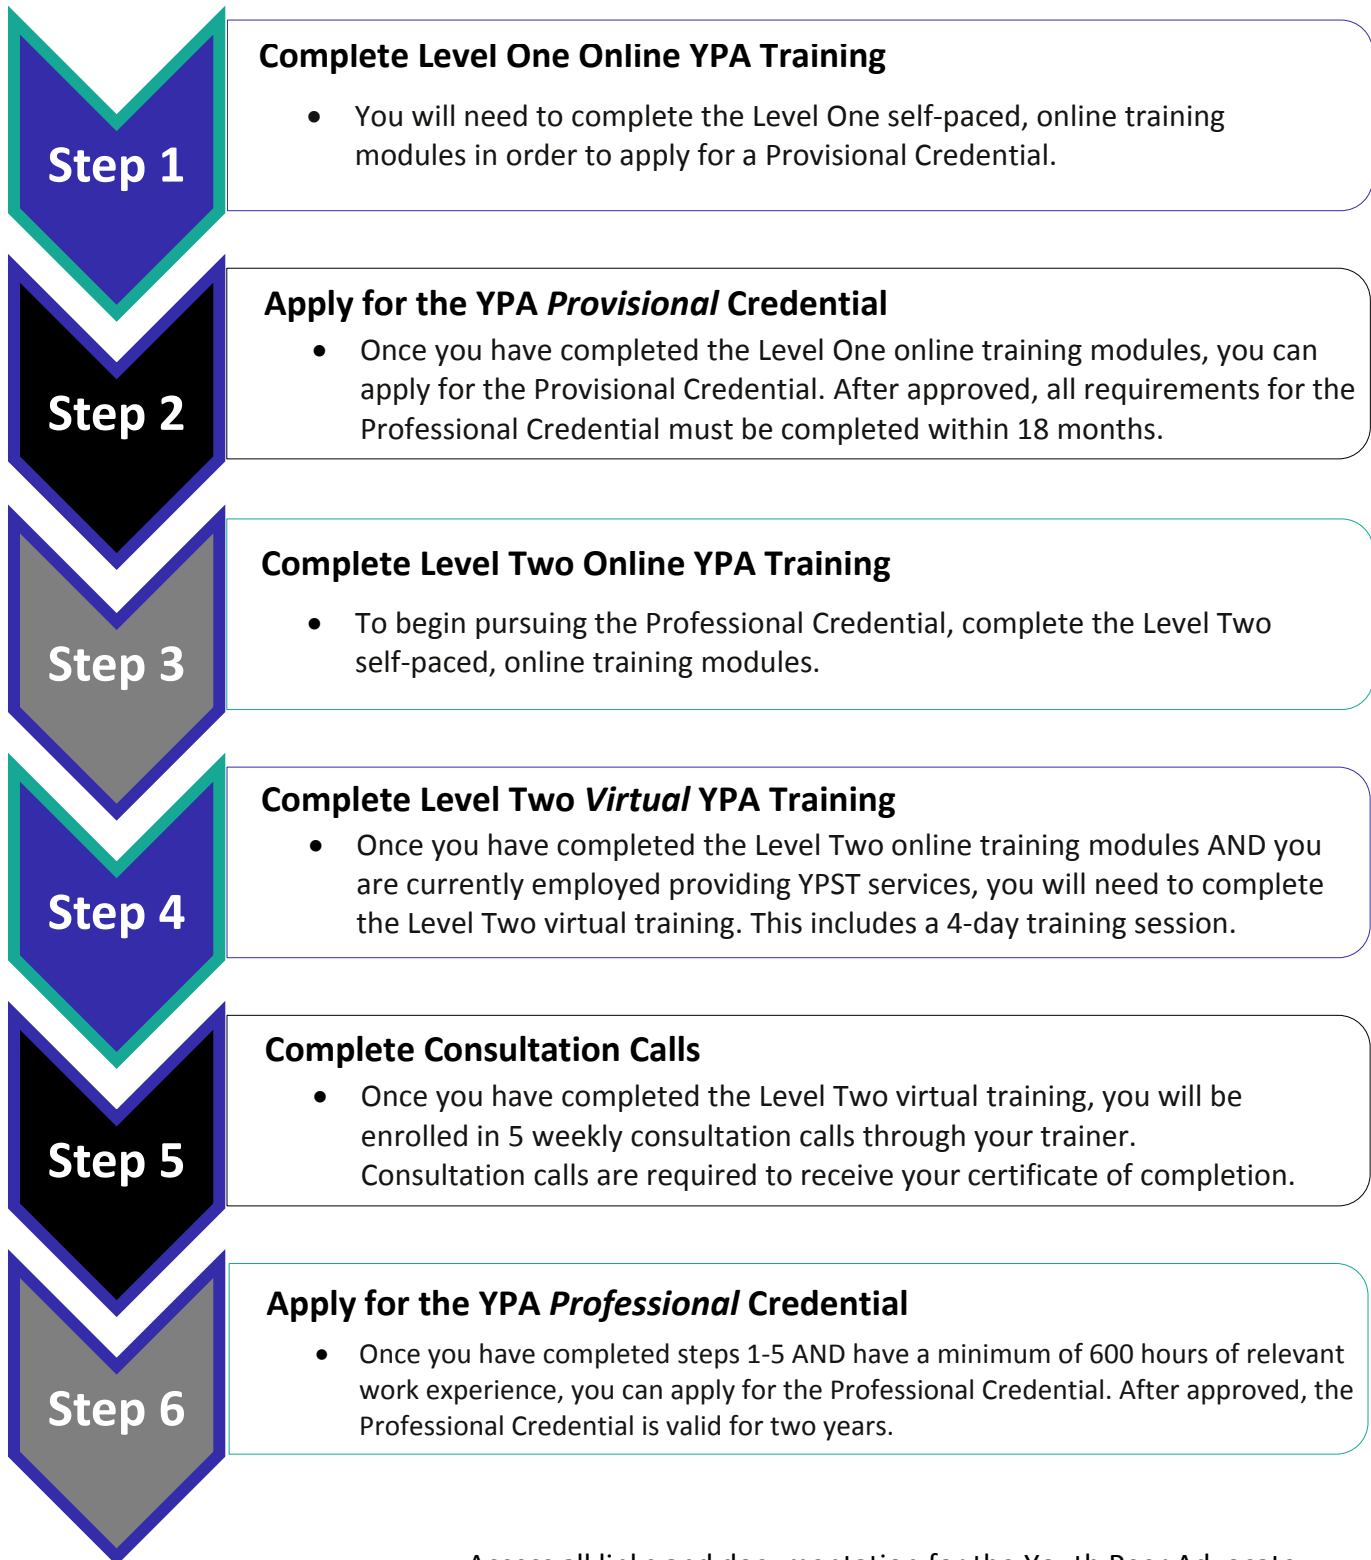 Complete Level One Online YPA Training
• You will need to complete the Level One self-paced, online training
modules in order to apply for a Provisional Credential.
Step 1
Apply for the YPA Provisional Credential
• Once you have completed the Level One online training modules, you can
apply for the Provisional Credential. After approved, all requirements for the
Professional Credential must be completed within 18 months.
Step 2
Complete Level Two Online YPA Training
• To begin pursuing the Professional Credential, complete the Level Two
self-paced, online training modules.
Step 3
Complete Level Two Virtual YPA Training
• Once you have completed the Level Two online training modules AND you
are currently employed providing YPST services, you will need to complete
the Level Two virtual training. This includes a 4-day training session.
Step 4
Complete Consultation Calls
• Once you have completed the Level Two virtual training, you will be
enrolled in 5 weekly consultation calls through your trainer.
Consultation calls are required to receive your certificate of completion.
Step 5
Apply for the YPA Professional Credential
• Once you have completed steps 1-5 AND have a minimum of 600 hours of relevant
work experience, you can apply for the Professional Credential. After approved, the
Professional Credential is valid for two years.
Step 6
Access all links and documentation for the Youth Peer Advocate